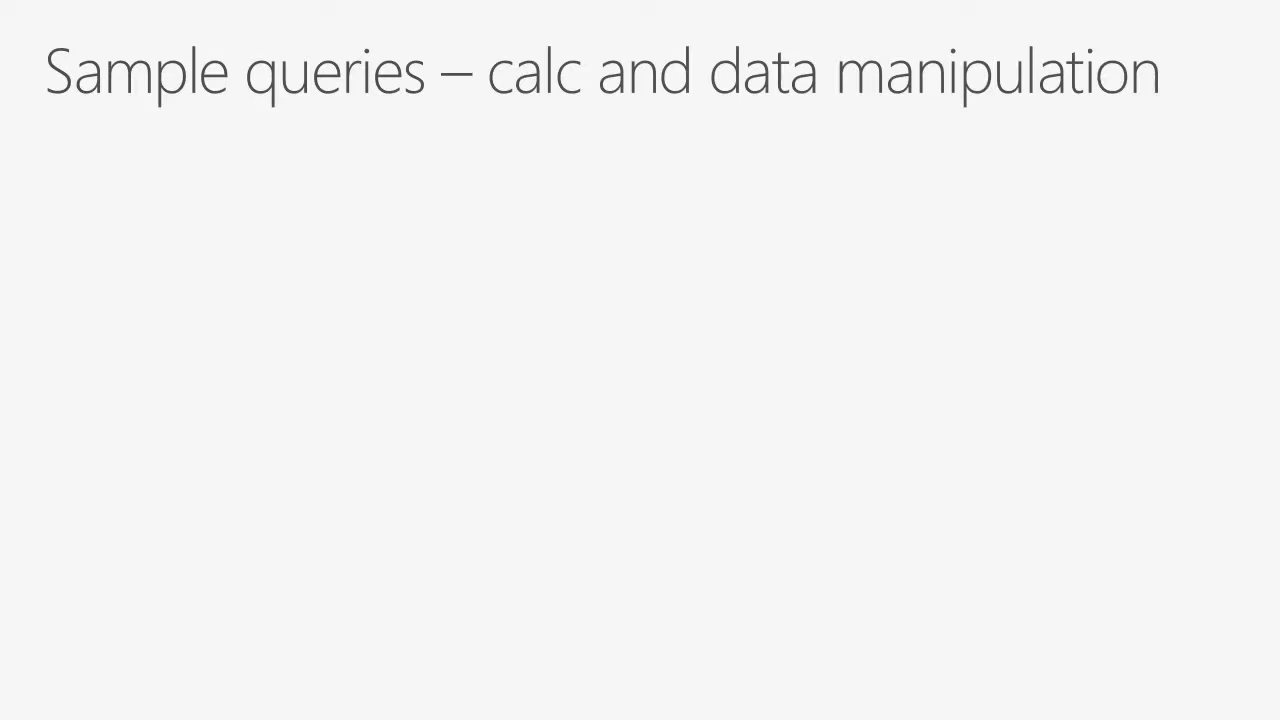 Sample queries – calc and data manipulation